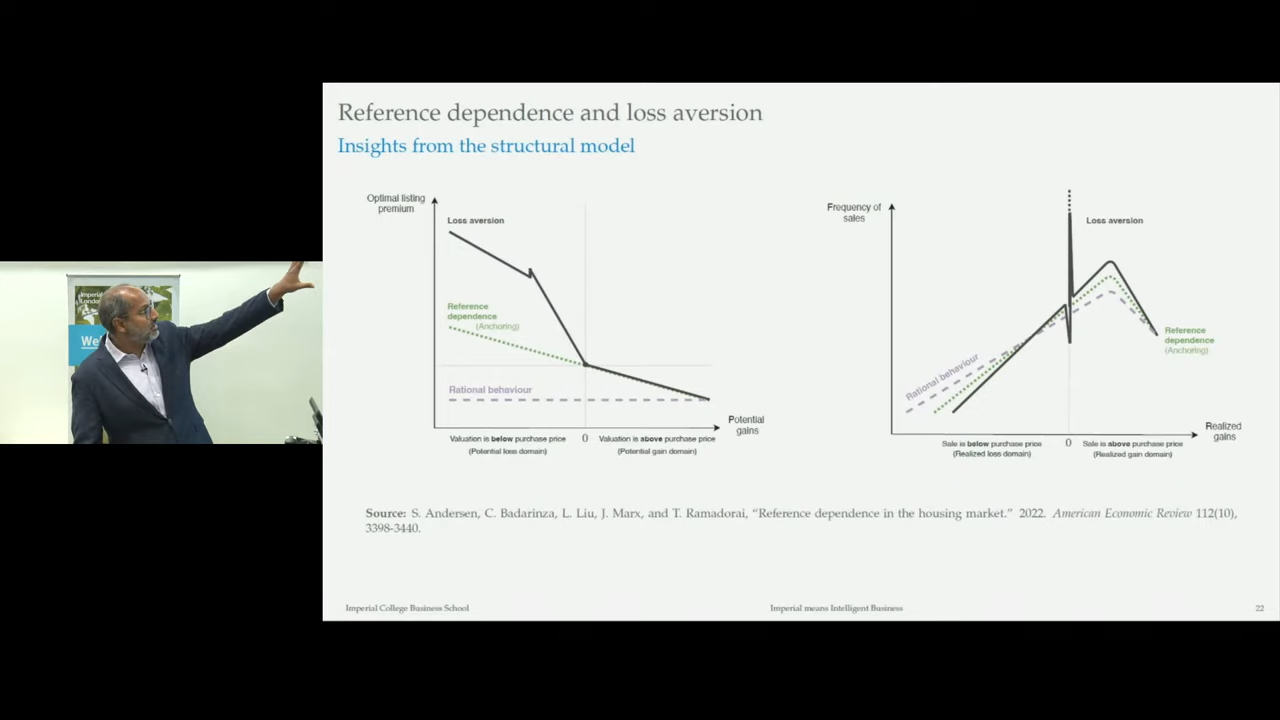 Reference dependence and loss aversion
Insights from the structural model
Optimal listing
premium
Loss aversion
Reference
dependence
(Anchoring)
Rational behaviour
Potential
gains
Valuation is below purchase price
0
Valuation is above purchase price
(Potential loss domain)
(Potential gain domain)
Frequency of
sales
Loss aversion
Rational behaviour
Reference
dependence
(Anchoring)
Realized
gains
Sale is below purchase price
0
Sale is above purchase price
(Realized loss domain)
(Realized gain domain)
Source: S. Andersen, C. Badarinza, L. Liu, J. Marx, and T. Ramadorai, “Reference dependence in the housing market.” 2022. American Economic Review 112(10),
3398-3440.
Imperial College Business School
Imperial means Intelligent Business
22
Imperial